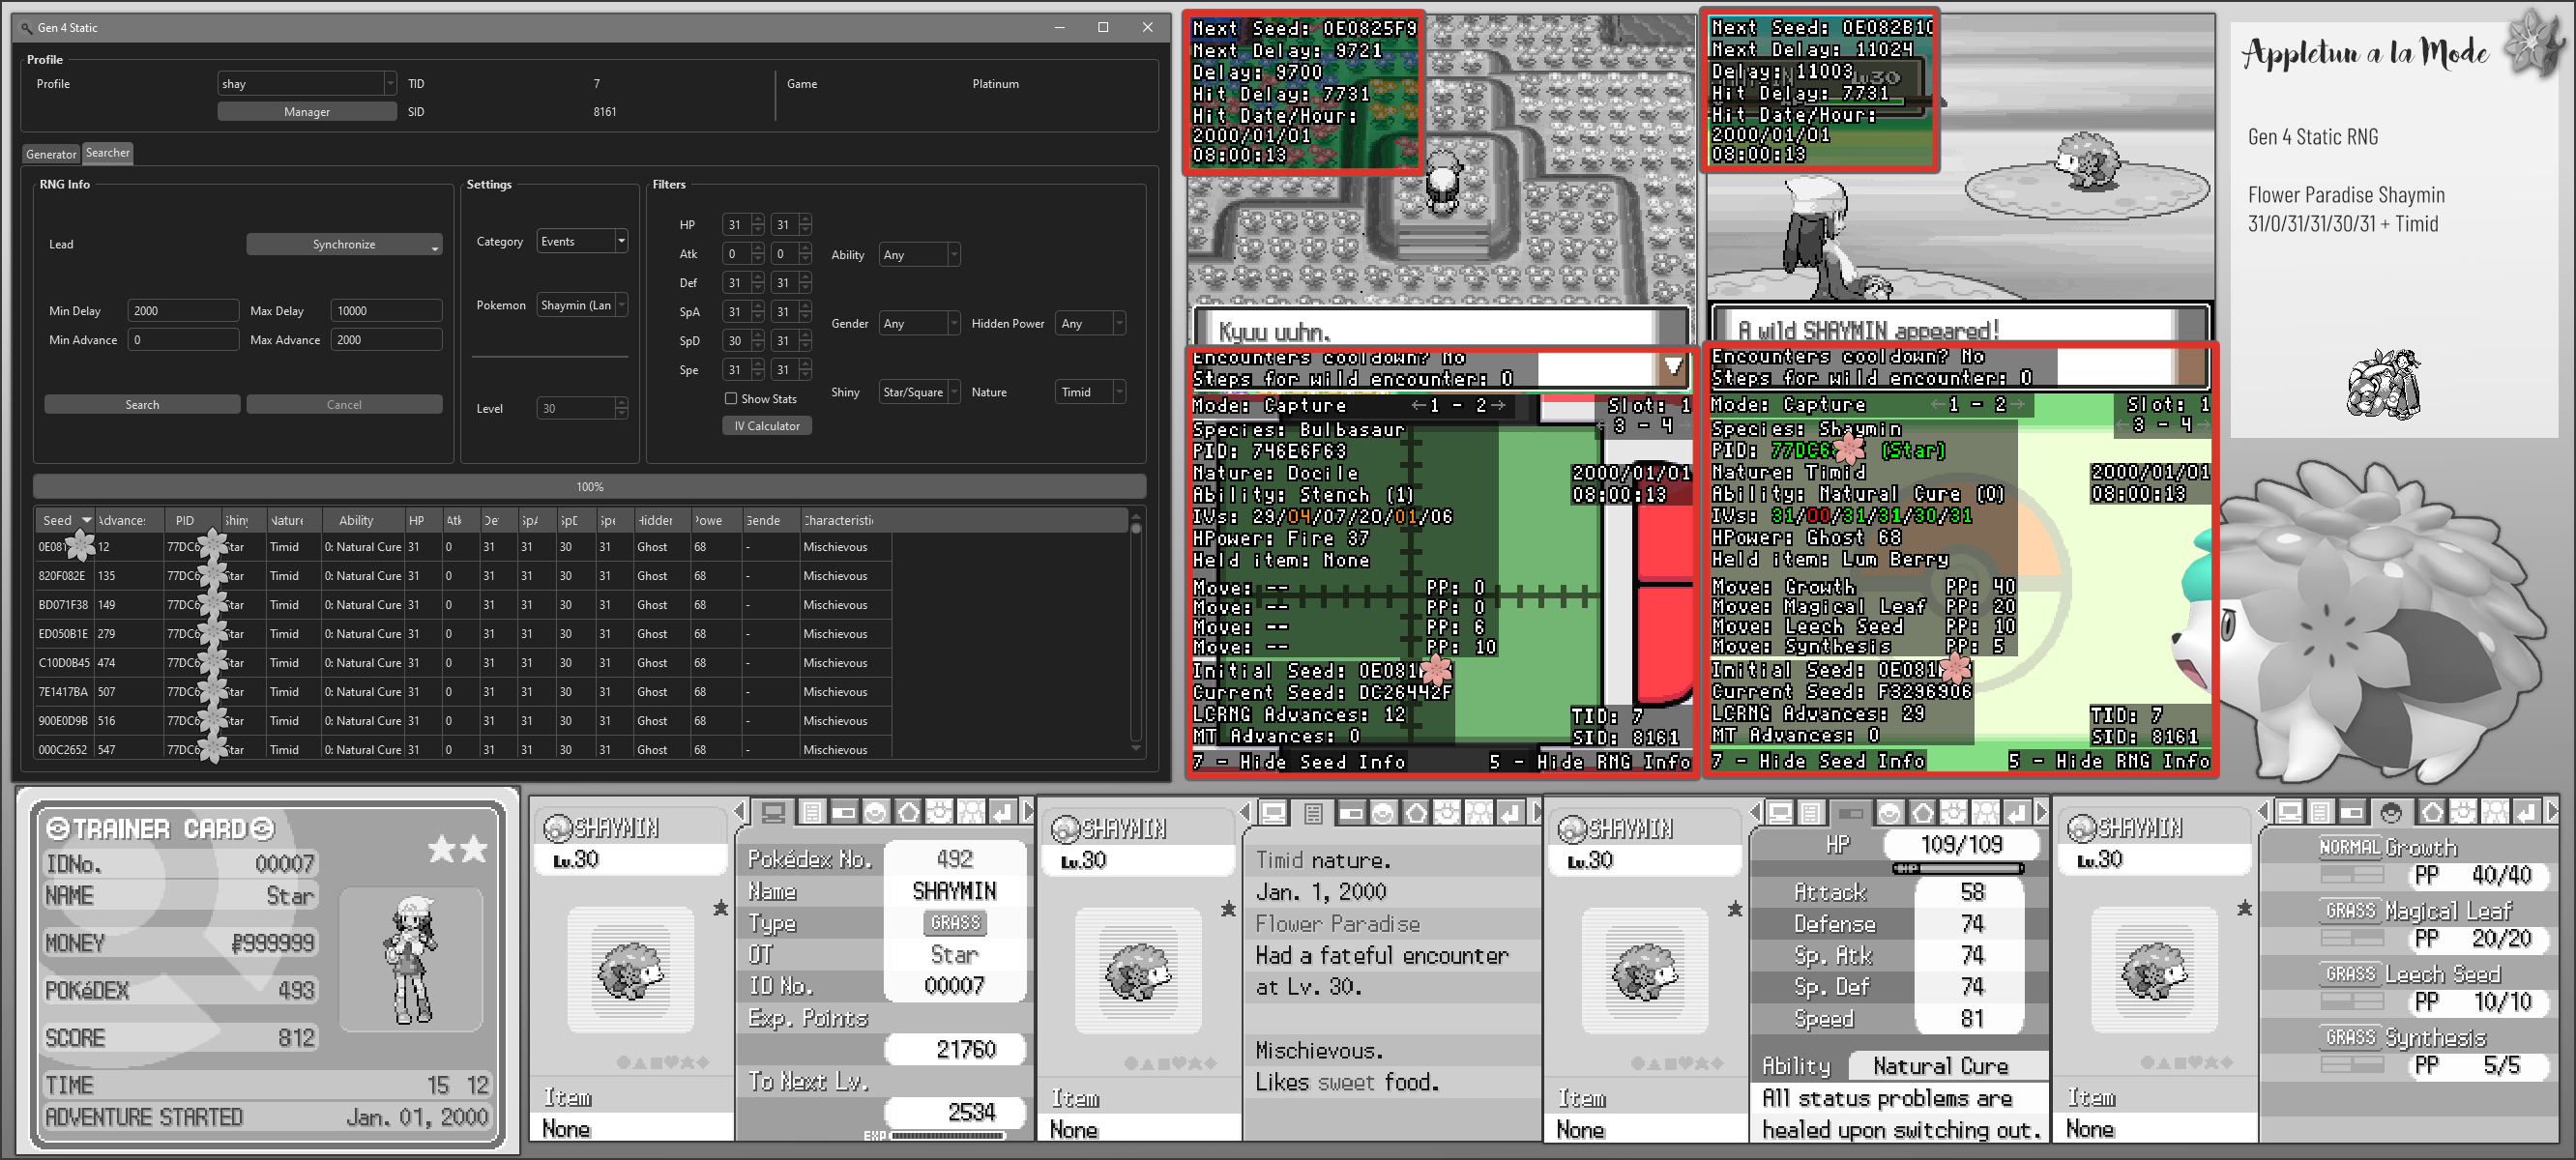 Gen 4 Static
Profile
Profile shay TID 7 Game Platinum
Manager SID 8161
Generator Searcher
RNG Info
Lead Synchronize
Min Delay 2000 Max Delay 10000
Min Advance 0 Max Advance 2000
Search Cancel
Settings
Category Events
Pokemon Shaymin (Lan
Level 30
Filters
HP 31 31
Atk 0 0
Def 31 31
SpA 31 31
SpD 30 31
Spe 31 31
Show Stats
IV Calculator
Ability Any
Gender Any Hidden Power Any
Shiny Star/Square Nature Timid
100%
Seed Advance: PID Shiny Nature Ability HP Atk De SpA SpD Spe Hidder Powe Gende Characteristic
0E081 12 77DC6 Star Timid 0: Natural Cure 31 0 31 31 30 31 Ghost 68 - Mischievous
820F082E 135 77DC6 Star Timid 0: Natural Cure 31 0 31 31 30 31 Ghost 68 - Mischievous
BD071F38 149 77DC6 Star Timid 0: Natural Cure 31 0 31 31 30 31 Ghost 68 - Mischievous
ED050B1E 279 77DC6 Star Timid 0: Natural Cure 31 0 31 31 30 31 Ghost 68 - Mischievous
C10D0B45 474 77DC6 Star Timid 0: Natural Cure 31 0 31 31 30 31 Ghost 68 - Mischievous
7E1417BA 507 77DC6 Star Timid 0: Natural Cure 31 0 31 31 30 31 Ghost 68 - Mischievous
900E0D9B 516 77DC6 Star Timid 0: Natural Cure 31 0 31 31 30 31 Ghost 68 - Mischievous
000C2652 547 77DC6 Star Timid 0: Natural Cure 31 0 31 31 30 31 Ghost 68 - Mischievous
Next Seed: 0E0825F9
Next Delay: 9721
Delay: 9700
Hit Delay: 7731
Hit Date/Hour:
2000/01/01
08:00:13
Kyuu uuhn.
Encounters cooldown? No
Steps for wild encounter: 0
Mode: Capture ←1 - 2→ Slot: 1
←3 - 4→
Species: Bulbasaur
PID: 746E6F63
Nature: Docile 2000/01/01
Ability: Stench (1) 08:00:13
IVs: 29/04/07/20/01/06
HPower: Fire 37
Held item: None
Move: -- PP: 0
Move: -- PP: 0
Move: -- PP: 6
Move: -- PP: 10
Initial Seed: 0E081
Current Seed: DC26442F
LCRNG Advances: 12 TID: 7
MT Advances: 0 SID: 8161
7 - Hide Seed Info 5 - Hide RNG Info
Next Seed: 0E082B10
Next Delay: 11024
Delay: 11003
Lv30
Hit Delay: 7731
Hit Date/Hour:
2000/01/01
08:00:13
A wild SHAYMIN appeared!
Encounters cooldown? No
Steps for wild encounter: 0
Mode: Capture ←1 - 2→ Slot: 1
←3 - 4→
Species: Shaymin
PID: 77DC6 (Star)
Nature: Timid 2000/01/01
Ability: Natural Cure (0) 08:00:13
IVs: 31/00/31/31/30/31
HPower: Ghost 68
Held item: Lum Berry
Move: Growth PP: 40
Move: Magical Leaf PP: 20
Move: Leech Seed PP: 10
Move: Synthesis PP: 5
Initial Seed: 0E081
Current Seed: F3296906
LCRNG Advances: 29 TID: 7
MT Advances: 0 SID: 8161
7 - Hide Seed Info 5 - Hide RNG Info
Appletun a la Mode
Gen 4 Static RNG
Flower Paradise Shaymin
31/0/31/31/30/31 + Timid
TRAINER CARD
IDNo. 00007
NAME Star
MONEY ₽999999
POKéDEX 493
SCORE 812
TIME 15 12
ADVENTURE STARTED Jan. 01, 2000
SHAYMIN
Lv.30
Item
None
Pokédex No. 492
Name SHAYMIN
Type GRASS
OT Star
ID No. 00007
Exp. Points
21760
To Next Lv.
2534
EXP
SHAYMIN
Lv.30
Item
None
Timid nature.
Jan. 1, 2000
Flower Paradise
Had a fateful encounter
at Lv. 30.
Mischievous.
Likes sweet food.
SHAYMIN
Lv.30
Item
None
HP 109/109
HP
Attack 58
Defense 74
Sp. Atk 74
Sp. Def 74
Speed 81
Ability Natural Cure
All status problems are
healed upon switching out.
SHAYMIN
Lv.30
Item
None
NORMAL Growth
PP 40/40
GRASS Magical Leaf
PP 20/20
GRASS Leech Seed
PP 10/10
GRASS Synthesis
PP 5/5